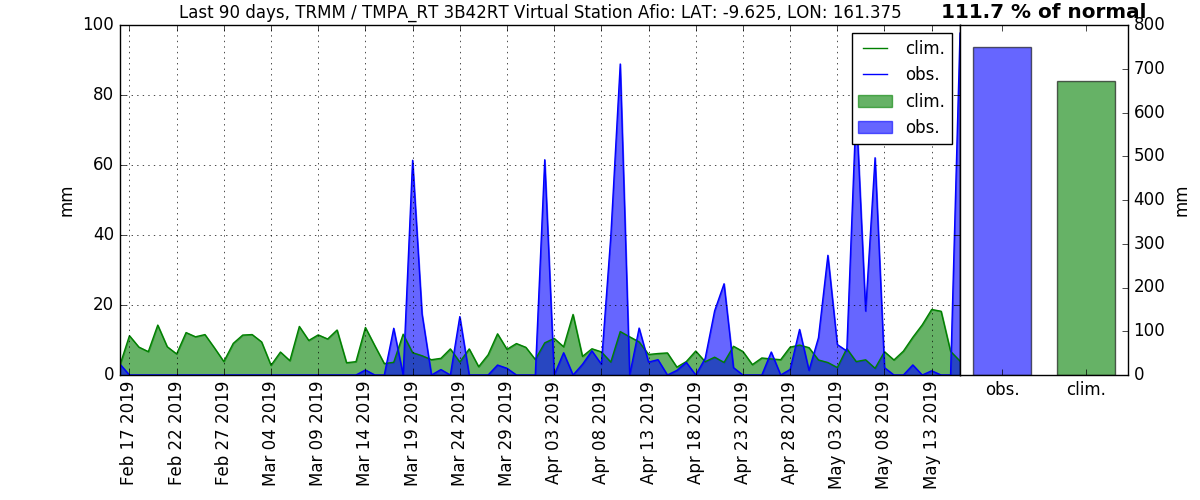 Last 90 days, TRMM / TMPA_RT 3B42RT Virtual Station Afio: LAT: -9.625, LON: 161.375
111.7 % of normal
100
80
60
40
20
0
mm
clim.
obs.
clim.
obs.
800
700
600
500
400
300
200
100
0
mm
obs.
clim.
Feb 17 2019
Feb 22 2019
Feb 27 2019
Mar 04 2019
Mar 09 2019
Mar 14 2019
Mar 19 2019
Mar 24 2019
Mar 29 2019
Apr 03 2019
Apr 08 2019
Apr 13 2019
Apr 18 2019
Apr 23 2019
Apr 28 2019
May 03 2019
May 08 2019
May 13 2019